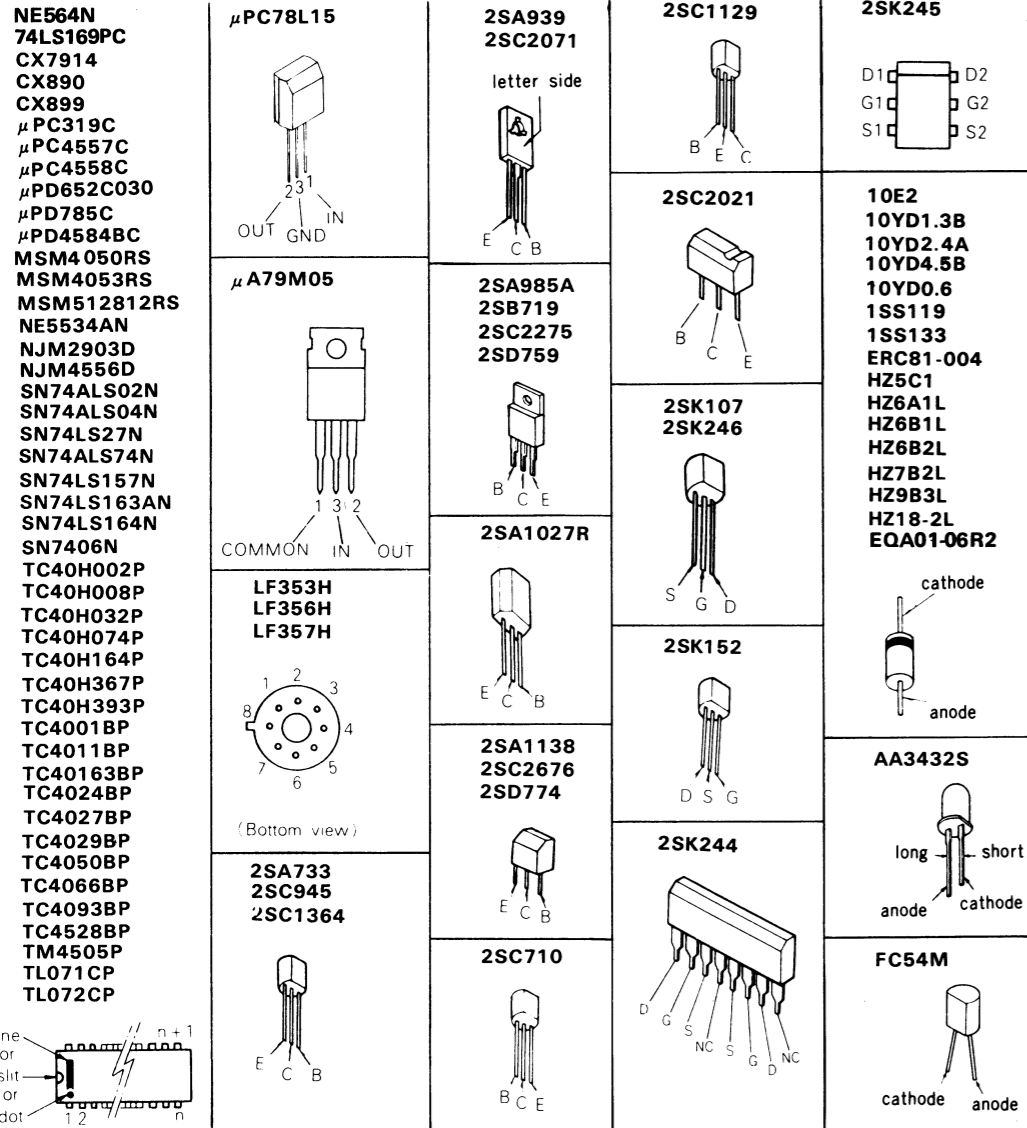 NE564N
74LS169PC
CX7914
CX890
CX899
μPC319C
μPC4557C
μPC4558C
μPD652C030
μPD785C
μPD4584BC
MSM4050RS
MSM4053RS
MSM512812RS
NE5534AN
NJM2903D
NJM4556D
SN74ALS02N
SN74ALS04N
SN74LS27N
SN74ALS74N
SN74LS157N
SN74LS163AN
SN74LS164N
SN7406N
TC40H002P
TC40H008P
TC40H032P
TC40H074P
TC40H164P
TC40H367P
TC40H393P
TC4001BP
TC4011BP
TC40163BP
TC4024BP
TC4027BP
TC4029BP
TC4050BP
TC4066BP
TC4093BP
TC4528BP
TM4505P
TL071CP
TL072CP
ne
or
slit
or
dot
n+1
1 2
n
μPC78L15
2 3 1
OUT GND IN
μA79M05
1 3 2
COMMON IN OUT
LF353H
LF356H
LF357H
1 2 3
8 4
7 6 5
(Bottom view)
2SA733
2SC945
2SC1364
E C B
2SA939
2SC2071
letter side
E C B
2SA985A
2SB719
2SC2275
2SD759
B C E
2SA1027R
E C B
2SA1138
2SC2676
2SD774
E C B
2SC710
B C E
2SC1129
B E C
2SC2021
B C E
2SK107
2SK246
S G D
2SK152
D S G
2SK244
D G S NC S G D NC
2SK245
D1 D2
G1 G2
S1 S2
10E2
10YD1.3B
10YD2.4A
10YD4.5B
10YD0.6
1SS119
1SS133
ERC81-004
HZ5C1
HZ6A1L
HZ6B1L
HZ6B2L
HZ7B2L
HZ9B3L
HZ18-2L
EQA01-06R2
cathode
anode
AA3432S
long short
anode cathode
FC54M
cathode anode